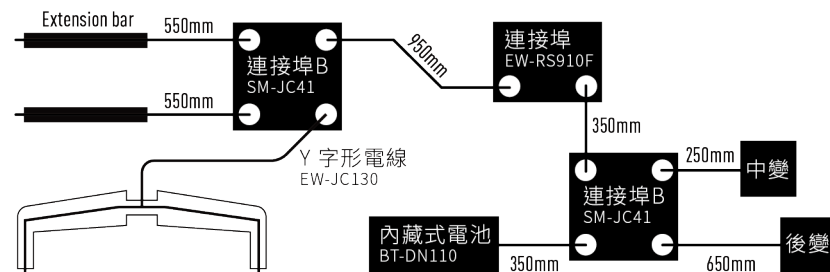 Extension bar
550mm
連接埠B
SM-JC41
950mm
連接埠
EW-RS910F
550mm
350mm
Y 字形電線
EW-JC130
250mm
中變
連接埠B
SM-JC41
內藏式電池
BT-DN110
350mm
650mm
後變